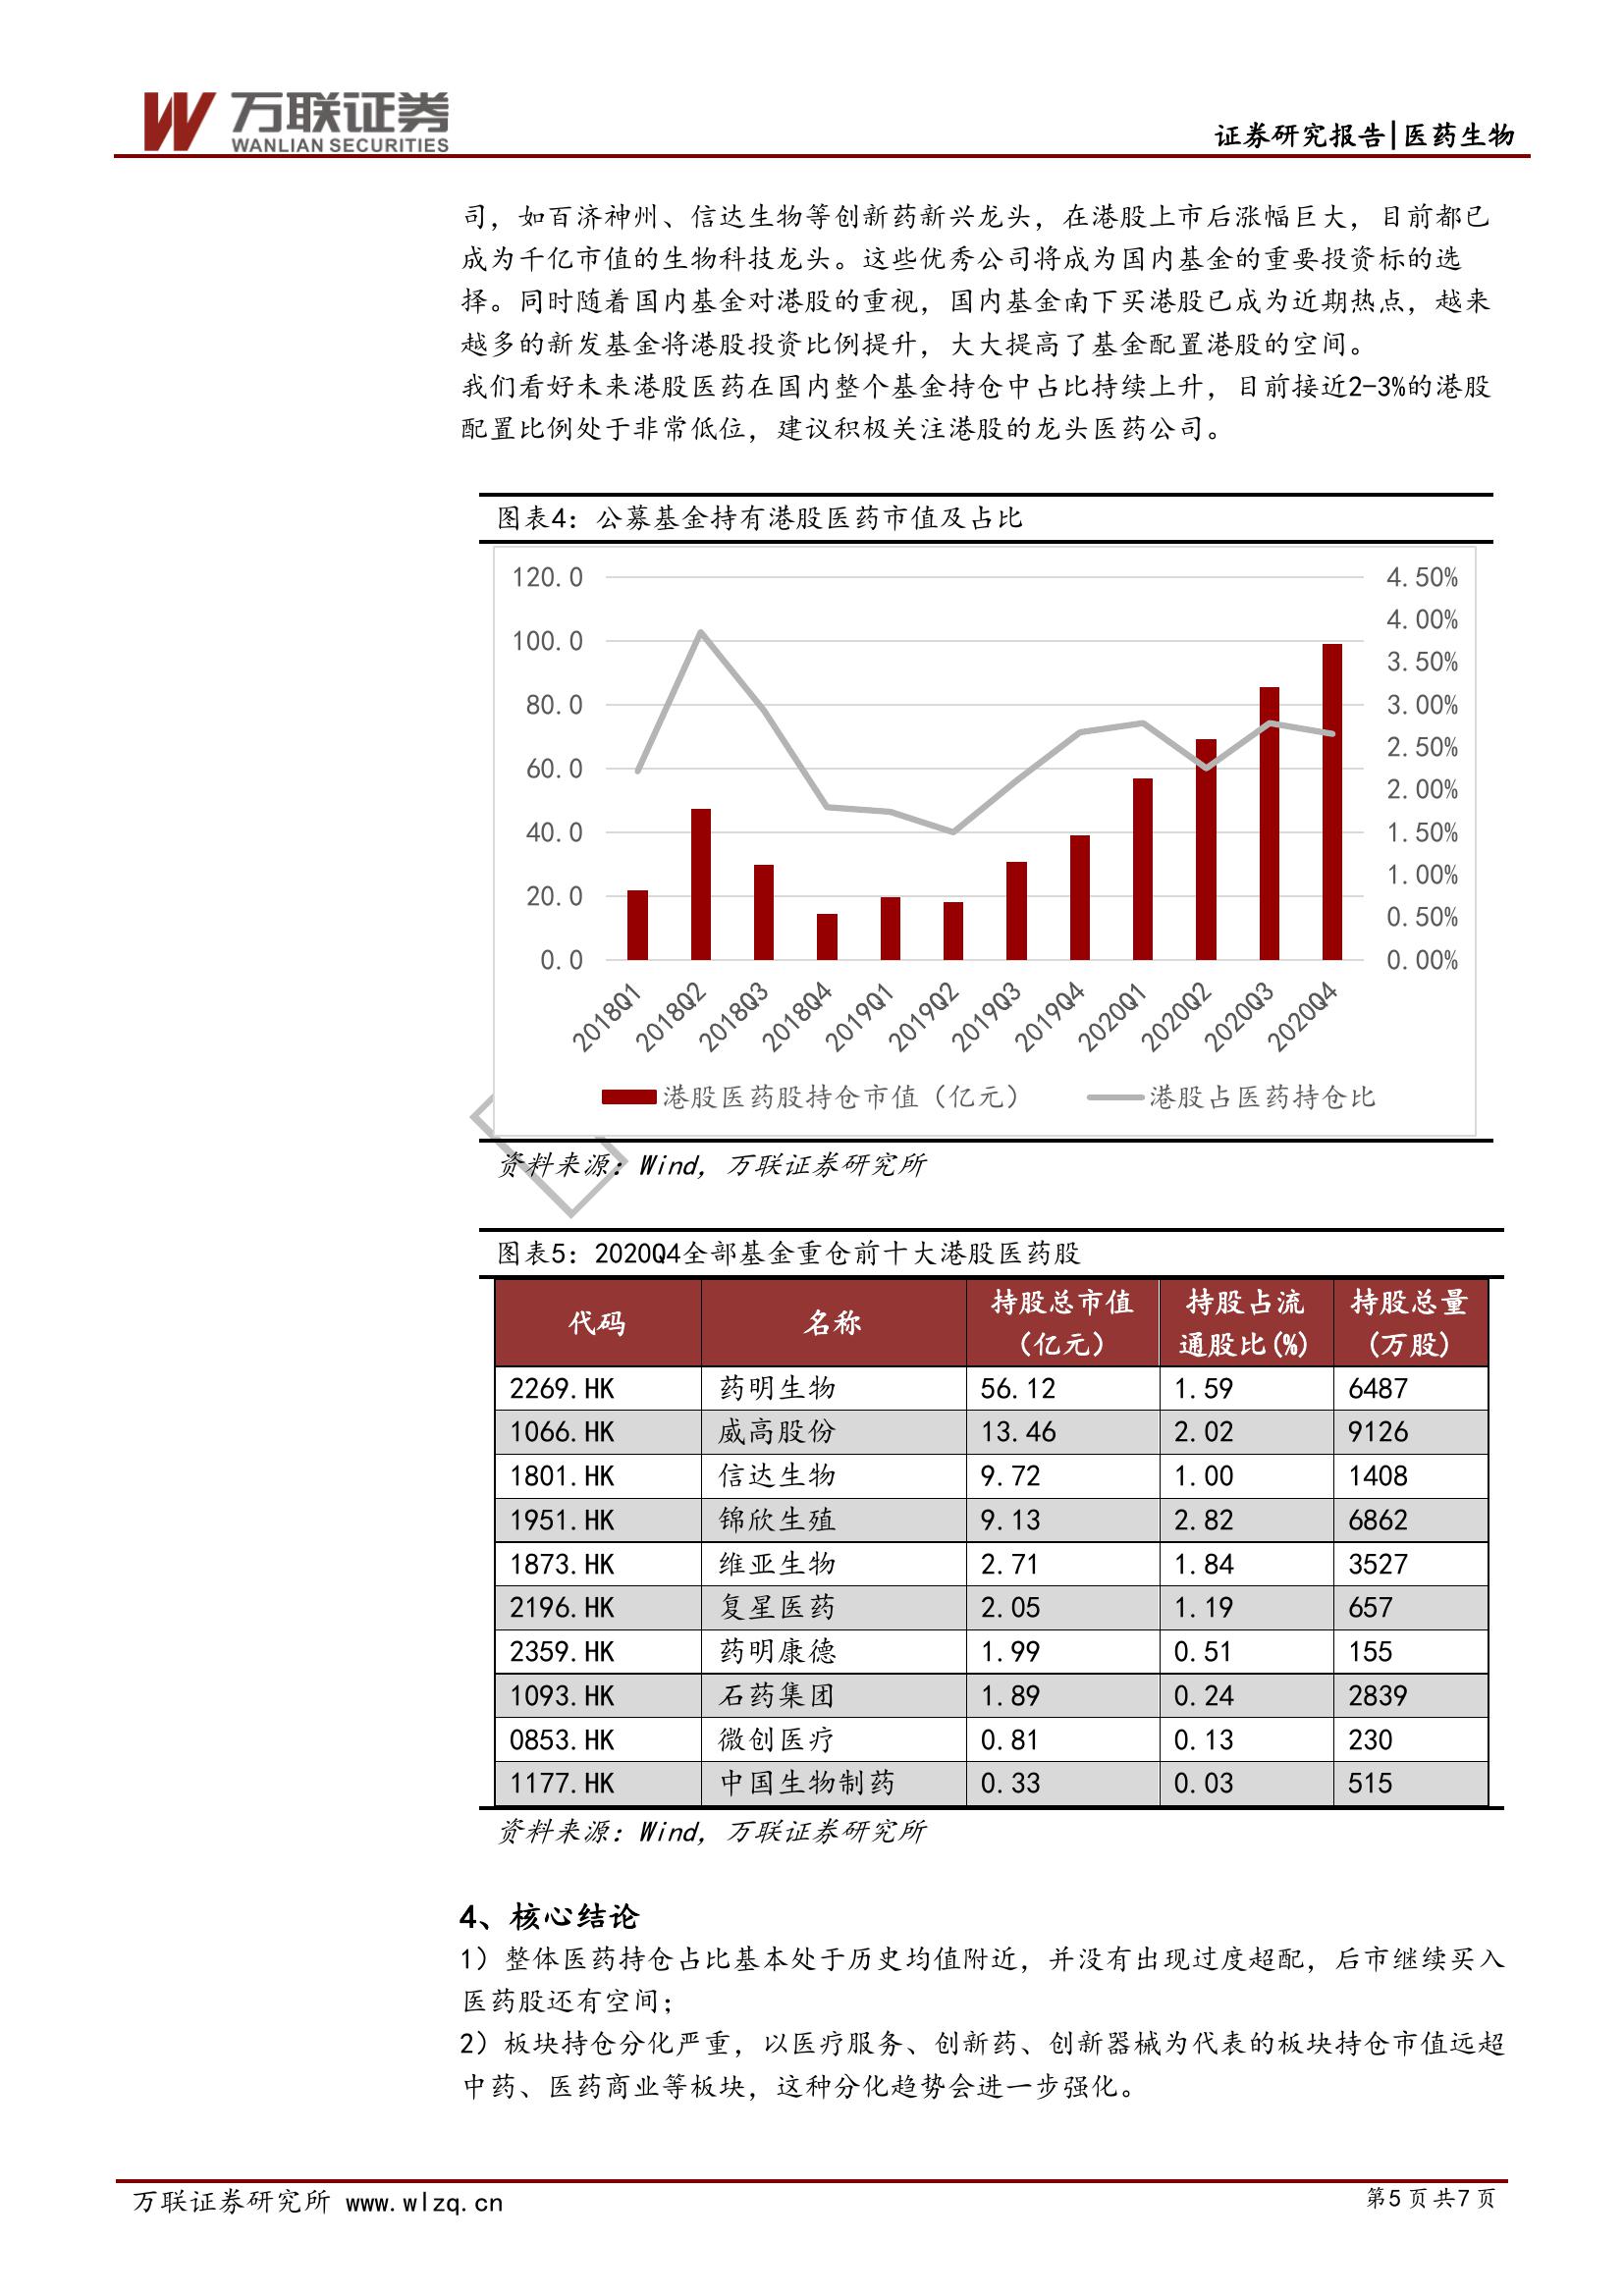 万联证券
WANLIAN SECURITIES
证券研究报告|医药生物
司，如百济神州、信达生物等创新药新兴龙头，在港股上市后涨幅巨大，目前都已
成为千亿市值的生物科技龙头。这些优秀公司将成为国内基金的重要投资标的选
择。同时随着国内基金对港股的重视，国内基金南下买港股已成为近期热点，越来
越多的新发基金将港股投资比例提升，大大提高了基金配置港股的空间。
我们看好未来港股医药在国内整个基金持仓中占比持续上升，目前接近2-3%的港股
配置比例处于非常低位，建议积极关注港股的龙头医药公司。
图表4：公募基金持有港股医药市值及占比
120.0 4.50%
4.00%
100.0
3.50%
80.0 3.00%
2.50%
60.0
2.00%
40.0 1.50%
1.00%
20.0
0.50%
0.0 0.00%
2018Q1 2018Q2 2018Q3 2018Q4 2019Q1 2019Q2 2019Q3 2019Q4 2020Q1 2020Q2 2020Q3 2020Q4
港股医药股持仓市值（亿元） 港股占医药持仓比
资料来源：Wind，万联证券研究所
图表5：2020Q4全部基金重仓前十大港股医药股
代码 名称 持股总市值（亿元） 持股占流通股比(%) 持股总量(万股)
2269.HK 药明生物 56.12 1.59 6487
1066.HK 威高股份 13.46 2.02 9126
1801.HK 信达生物 9.72 1.00 1408
1951.HK 锦欣生殖 9.13 2.82 6862
1873.HK 维亚生物 2.71 1.84 3527
2196.HK 复星医药 2.05 1.19 657
2359.HK 药明康德 1.99 0.51 155
1093.HK 石药集团 1.89 0.24 2839
0853.HK 微创医疗 0.81 0.13 230
1177.HK 中国生物制药 0.33 0.03 515
资料来源：Wind，万联证券研究所
4、核心结论
1）整体医药持仓占比基本处于历史均值附近，并没有出现过度超配，后市继续买入
医药股还有空间；
2）板块持仓分化严重，以医疗服务、创新药、创新器械为代表的板块持仓市值远超
中药、医药商业等板块，这种分化趋势会进一步强化。
万联证券研究所 www.wlzq.cn 第5页共7页